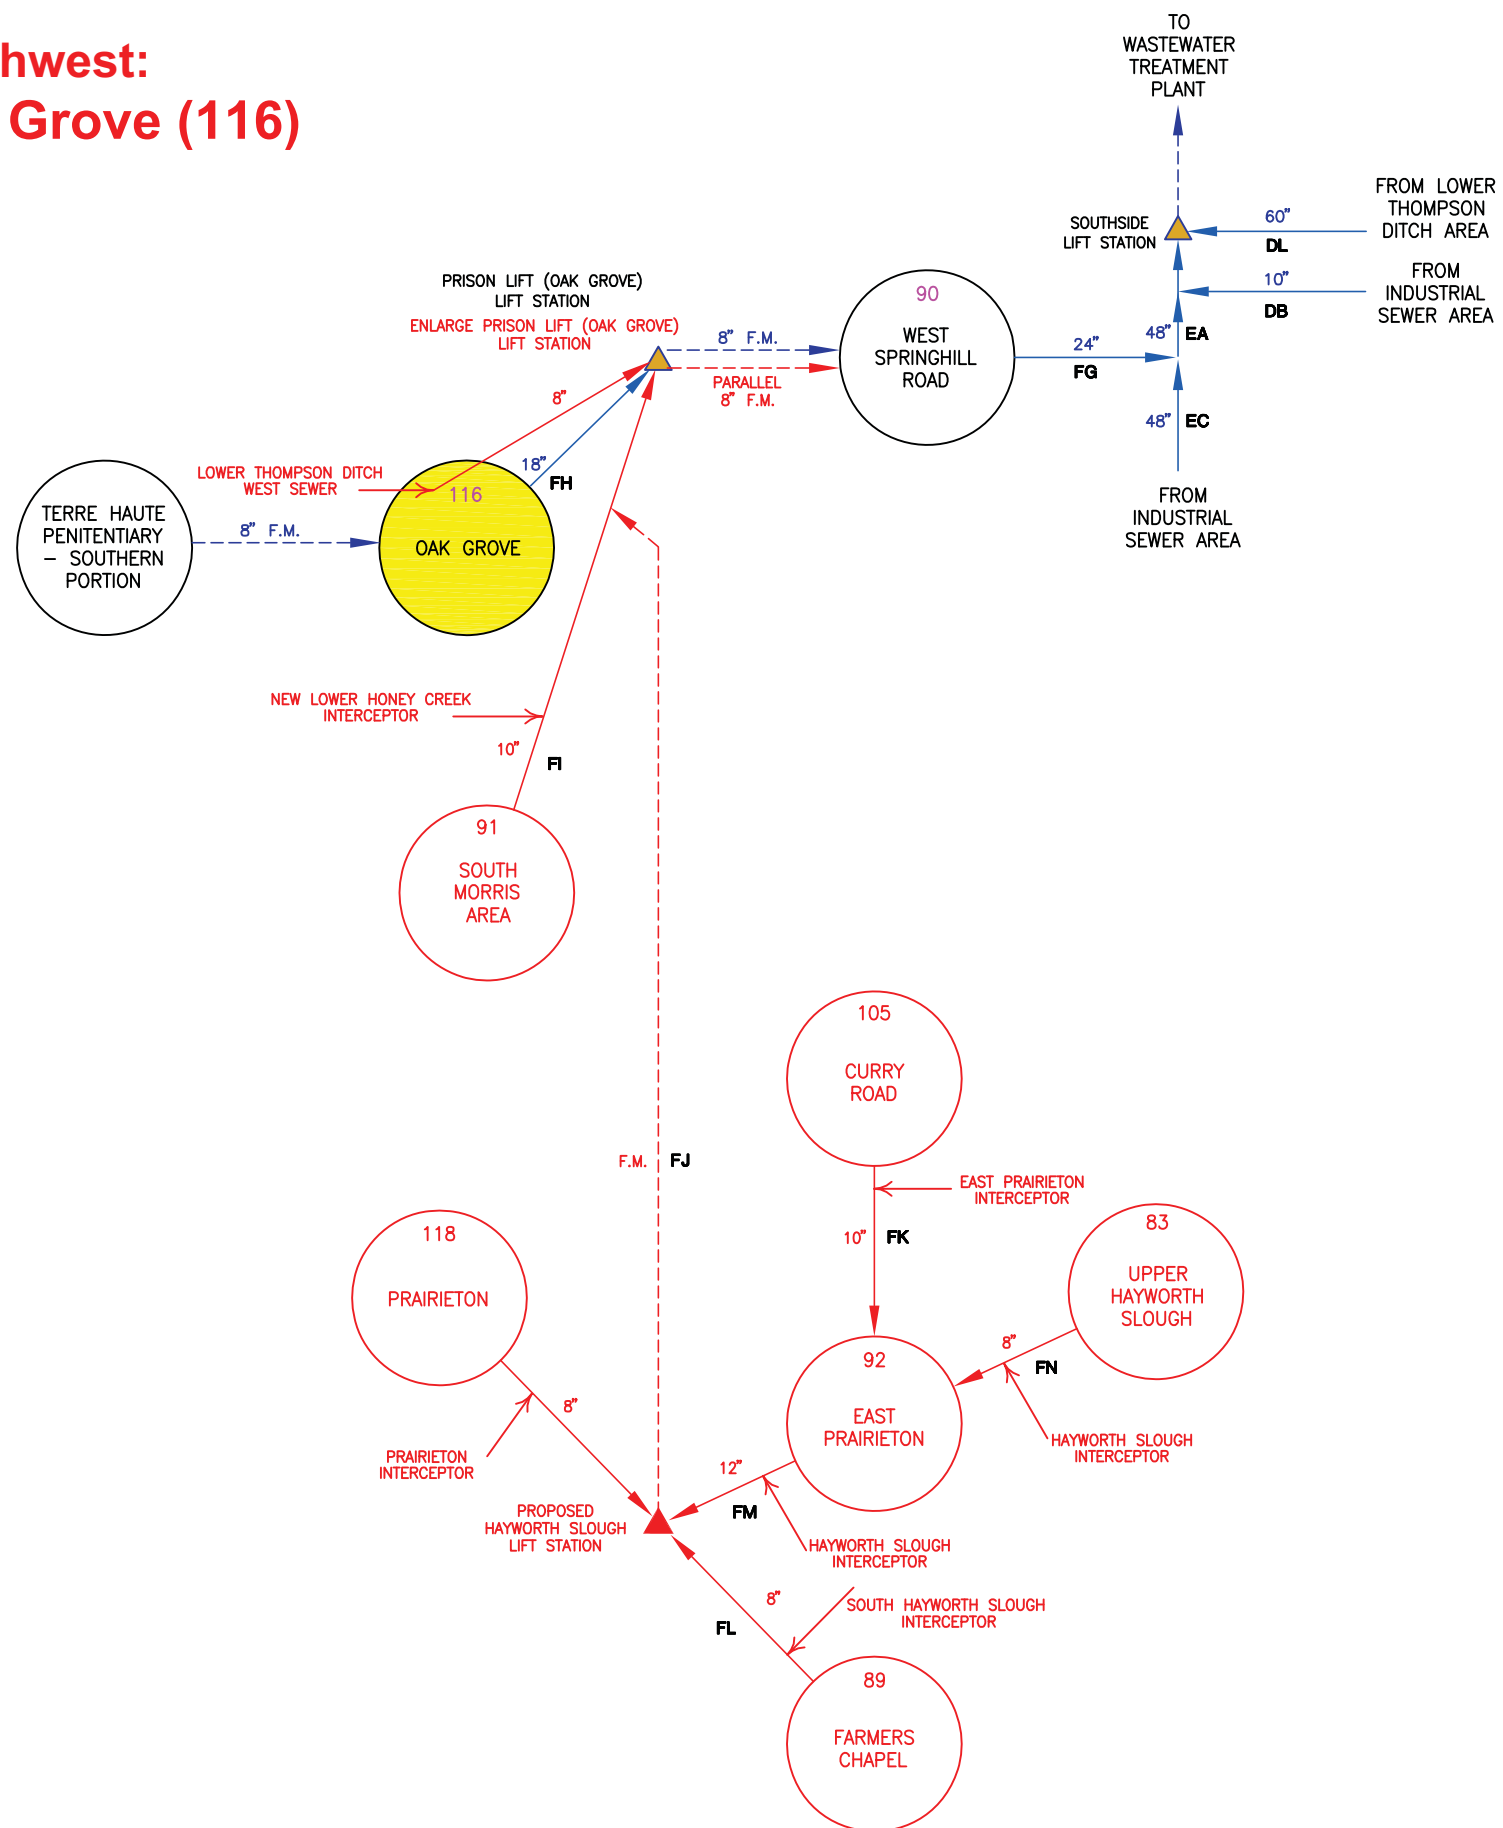 hwest:
Grove (116)
TO
WASTEWATER
TREATMENT
PLANT
SOUTHSIDE
LIFT STATION
60"
DL
FROM LOWER
THOMPSON
DITCH AREA
10"
DB
FROM
INDUSTRIAL
SEWER AREA
48" EA
24"
FG
48" EC
FROM
INDUSTRIAL
SEWER AREA
PRISON LIFT (OAK GROVE)
LIFT STATION
ENLARGE PRISON LIFT (OAK GROVE)
LIFT STATION
8" F.M.
PARALLEL
8" F.M.
90
WEST
SPRINGHILL
ROAD
8"
18"
FH
LOWER THOMPSON DITCH
WEST SEWER
116
OAK GROVE
TERRE HAUTE
PENITENTIARY
– SOUTHERN
PORTION
8" F.M.
NEW LOWER HONEY CREEK
INTERCEPTOR
10"
FI
91
SOUTH
MORRIS
AREA
105
CURRY
ROAD
F.M. FJ
EAST PRAIRIETON
INTERCEPTOR
10" FK
118
PRAIRIETON
83
UPPER
HAYWORTH
SLOUGH
8"
FN
92
EAST
PRAIRIETON
8"
PRAIRIETON
INTERCEPTOR
HAYWORTH SLOUGH
INTERCEPTOR
12"
FM
PROPOSED
HAYWORTH SLOUGH
LIFT STATION
HAYWORTH SLOUGH
INTERCEPTOR
8"
FL
SOUTH HAYWORTH SLOUGH
INTERCEPTOR
89
FARMERS
CHAPEL